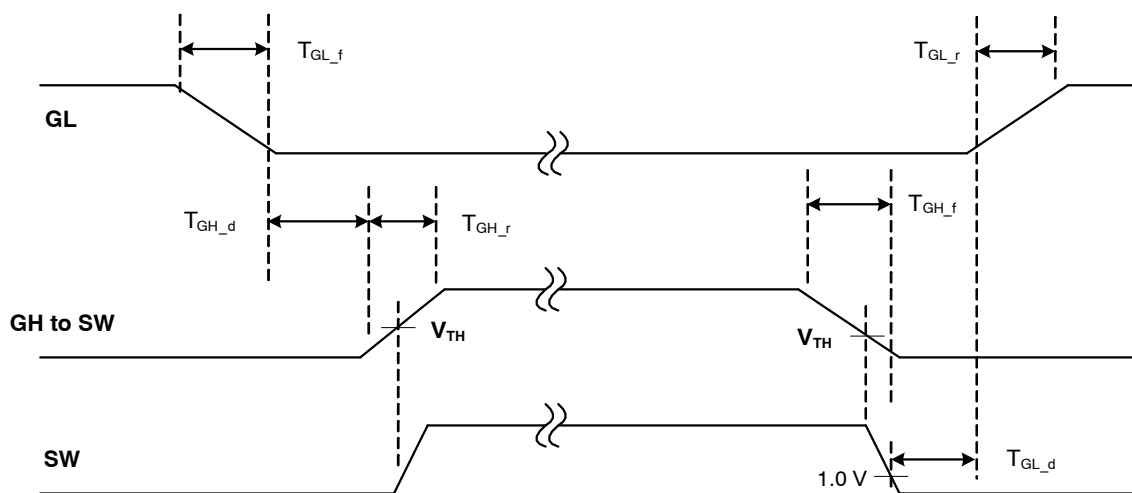 T_GL_f
T_GL_r
GL
T_GH_d
T_GH_r
T_GH_f
GH to SW
V_TH
V_TH
SW
1.0 V
T_GL_d